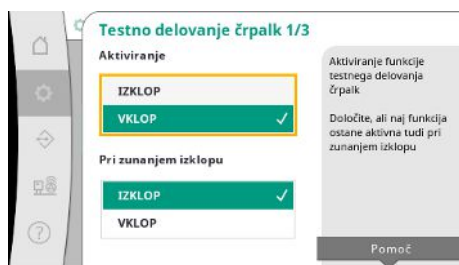 Testno delovanje črpalk 1/3
Aktiviranje
IZKLOP
VKLOP
Pri zunanjem izklopu
IZKLOP
VKLOP
Aktiviranje funkcije
testnega delovanja
črpalk
Določite, ali naj funkcija
ostane aktivna tudi pri
zunanjem izklopu
Pomoč